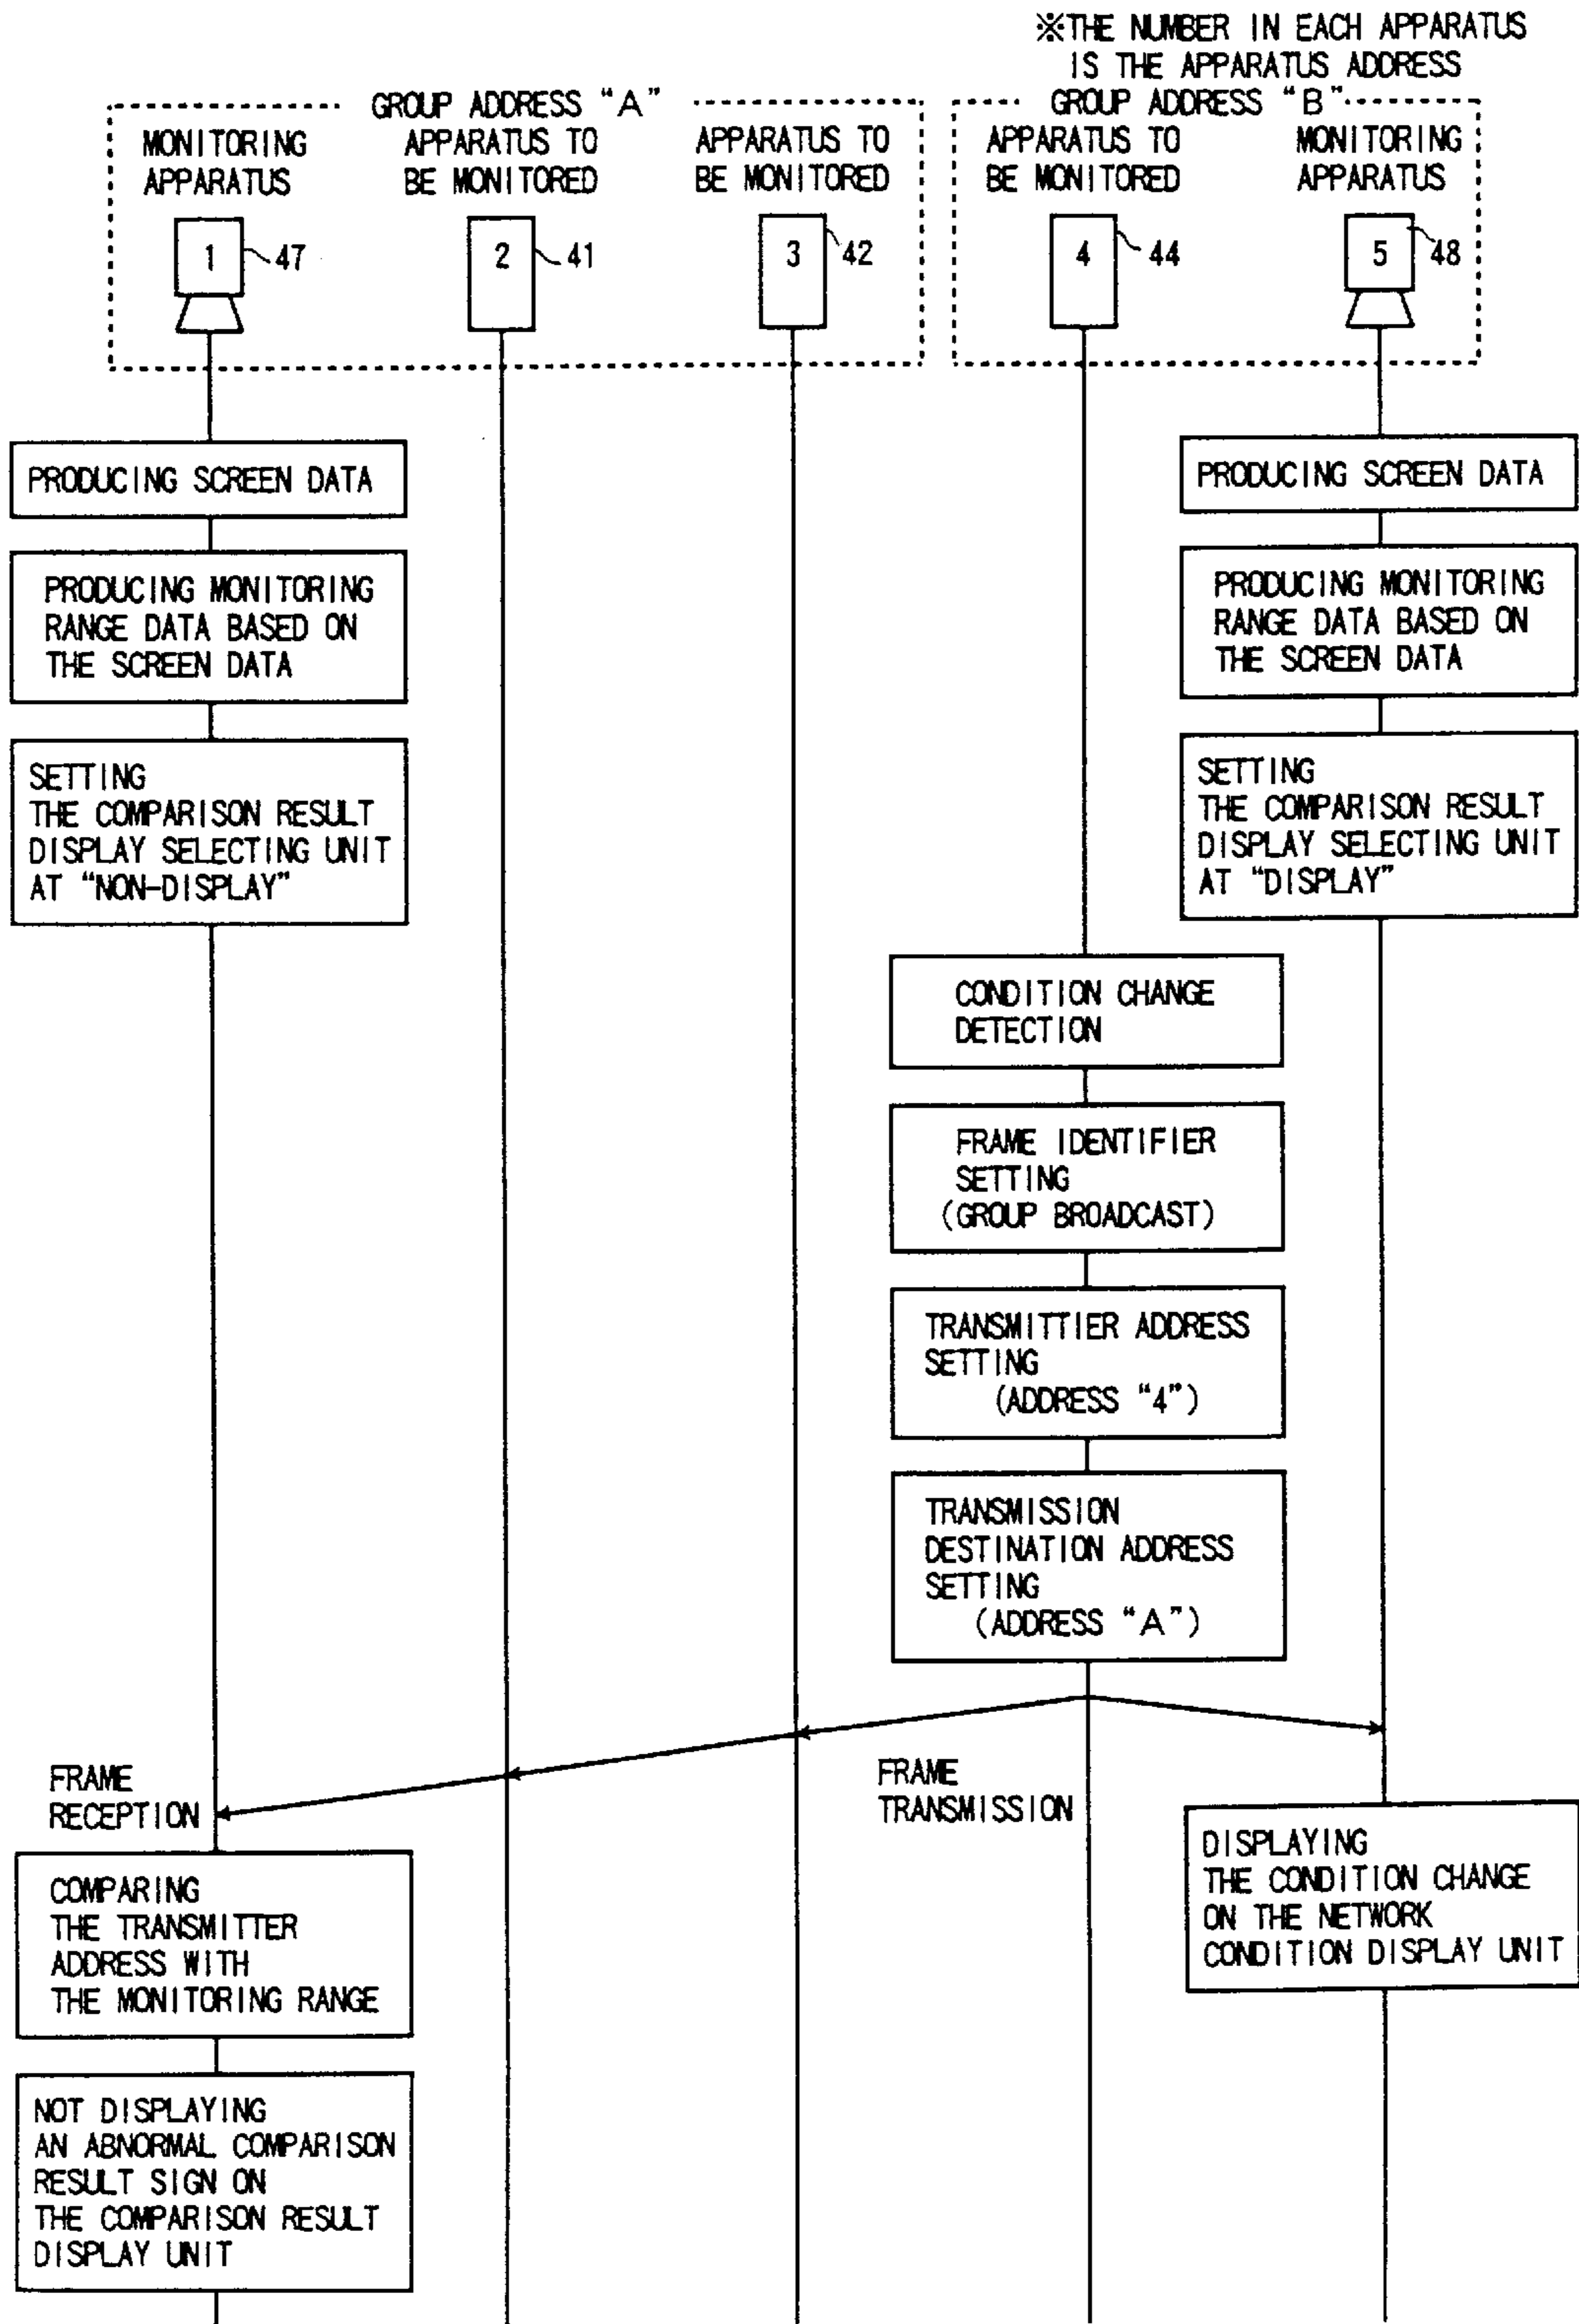 ※THE NUMBER IN EACH APPARATUS
IS THE APPARATUS ADDRESS
GROUP ADDRESS “A”
GROUP ADDRESS “B”
MONITORING
APPARATUS
APPARATUS TO
BE MONITORED
APPARATUS TO
BE MONITORED
APPARATUS TO
BE MONITORED
MONITORING
APPARATUS
1
47
2
41
3
42
4
44
5
48
PRODUCING SCREEN DATA
PRODUCING SCREEN DATA
PRODUCING MONITORING
RANGE DATA BASED ON
THE SCREEN DATA
PRODUCING MONITORING
RANGE DATA BASED ON
THE SCREEN DATA
SETTING
THE COMPARISON RESULT
DISPLAY SELECTING UNIT
AT “NON-DISPLAY”
SETTING
THE COMPARISON RESULT
DISPLAY SELECTING UNIT
AT “DISPLAY”
CONDITION CHANGE
DETECTION
FRAME IDENTIFIER
SETTING
(GROUP BROADCAST)
TRANSMITTIER ADDRESS
SETTING
(ADDRESS “4”)
TRANSMISSION
DESTINATION ADDRESS
SETTING
(ADDRESS “A”)
FRAME
RECEPTION
FRAME
TRANSMISSION
COMPARING
THE TRANSMITTER
ADDRESS WITH
THE MONITORING RANGE
DISPLAYING
THE CONDITION CHANGE
ON THE NETWORK
CONDITION DISPLAY UNIT
NOT DISPLAYING
AN ABNORMAL COMPARISON
RESULT SIGN ON
THE COMPARISON RESULT
DISPLAY UNIT